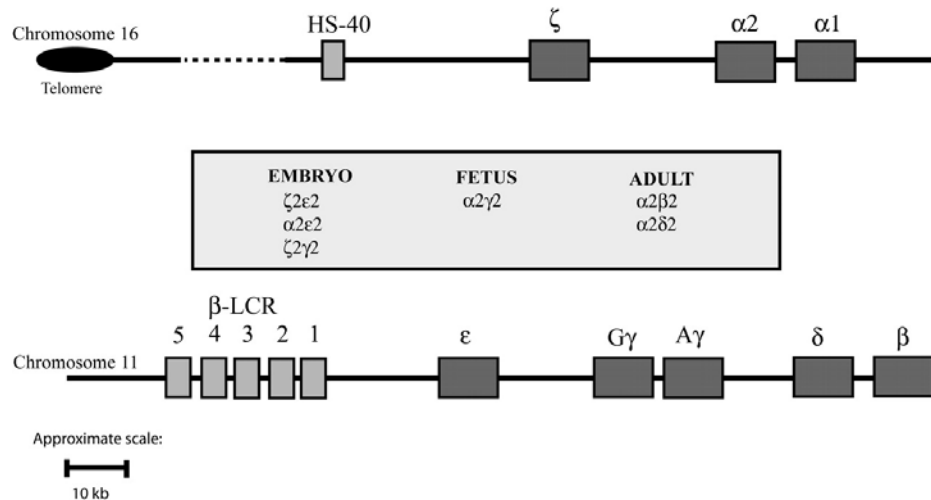 HS-40 ζ α2 α1
Chromosome 16
Telomere
EMBRYO FETUS ADULT
ζ2ε2 α2γ2 α2β2
α2ε2 α2δ2
ζ2γ2
β-LCR
5 4 3 2 1 ε Gγ Aγ δ β
Chromosome 11
Approximate scale:
10 kb